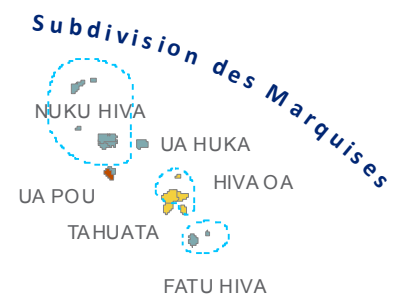 Subdivision des Marquises
NUKU HIVA
UA HUKA
HIVA OA
UA POU
TAHUATA
FATU HIVA